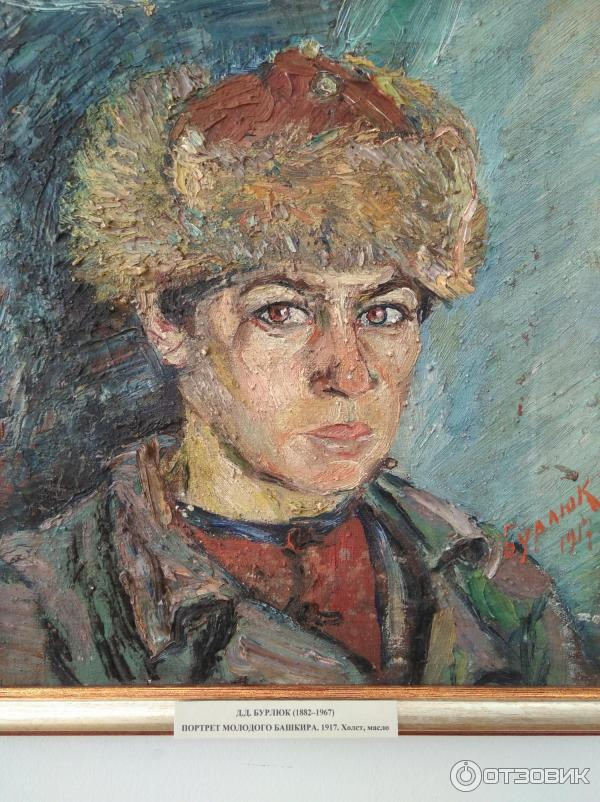 БУРЛЮК
1917
Д.Д. БУРЛЮК (1882–1967)
ПОРТРЕТ МОЛОДОГО БАШКИРА. 1917. Холст, масло
ОТЗОВИК